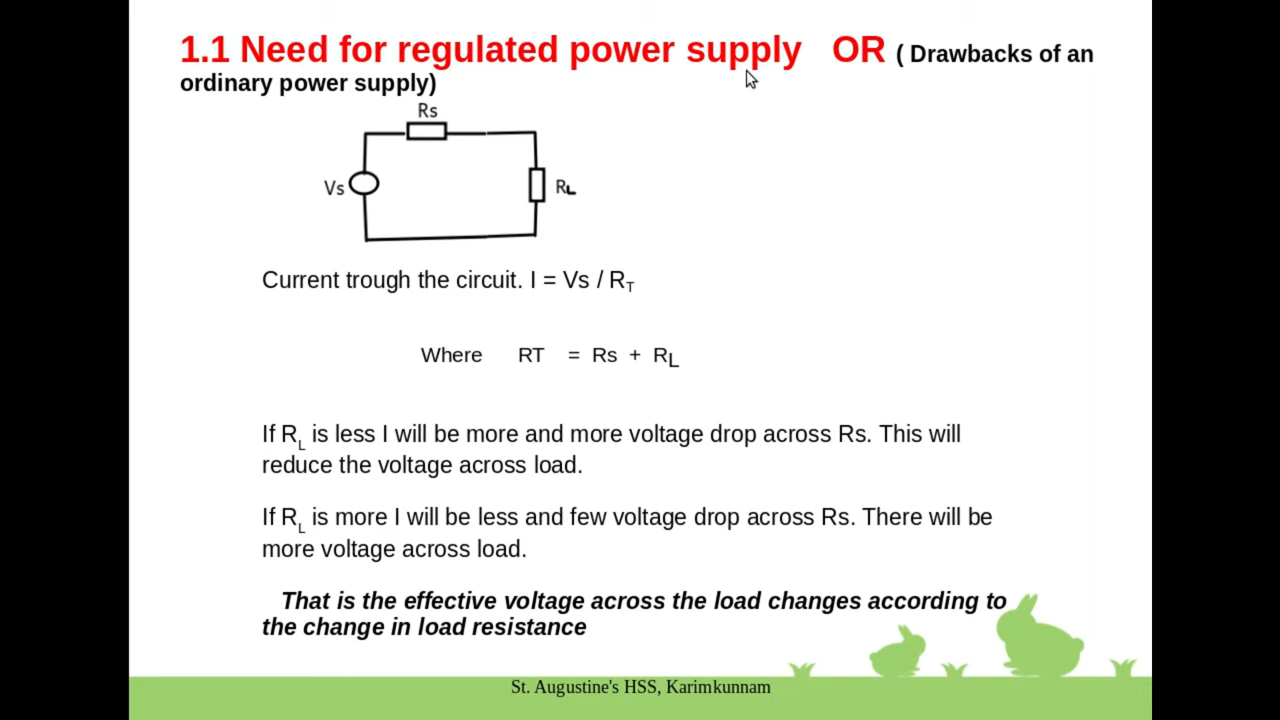 1.1 Need for regulated power supply OR ( Drawbacks of an
ordinary power supply)
Rs
Vs
RL
Current trough the circuit. I = Vs / RT
Where RT = Rs + RL
If RL is less I will be more and more voltage drop across Rs. This will
reduce the voltage across load.
If RL is more I will be less and few voltage drop across Rs. There will be
more voltage across load.
That is the effective voltage across the load changes according to
the change in load resistance
St. Augustine's HSS, Karimkunnam